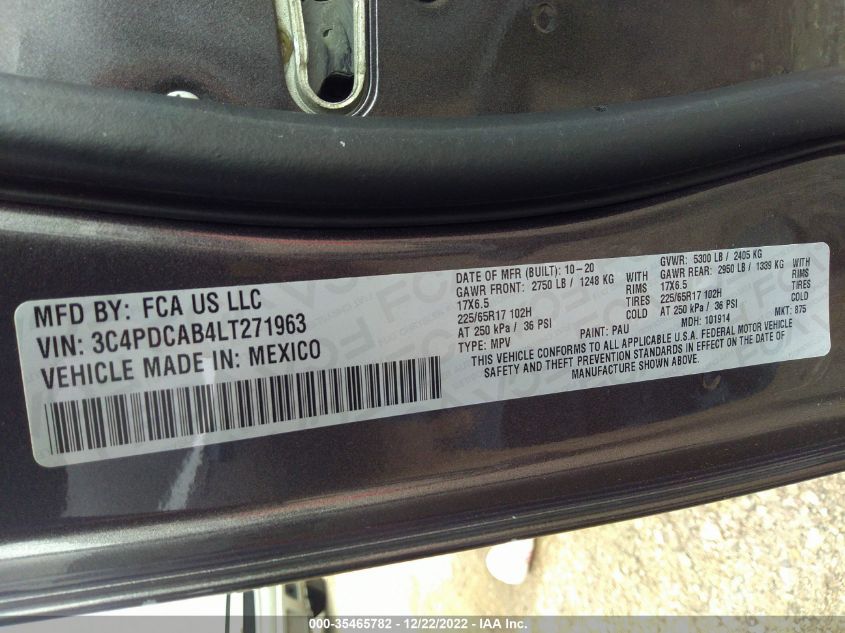 MFD BY: FCA US LLC
VIN: 3C4PDCAB4LT271963
VEHICLE MADE IN: MEXICO
DATE OF MFR (BUILT): 10-20
GVWR: 5300 LB / 2405 KG
GAWR FRONT: 2750 LB / 1248 KG WITH
GAWR REAR: 2950 LB / 1339 KG WITH
17X6.5 RIMS
17X6.5 RIMS
225/65R17 102H TIRES
225/65R17 102H TIRES
AT 250 kPa / 36 PSI COLD
AT 250 kPa / 36 PSI COLD
TYPE: MPV PAINT: PAU MDH: 101914 MKT: 875
THIS VEHICLE CONFORMS TO ALL APPLICABLE U.S.A. FEDERAL MOTOR VEHICLE
SAFETY AND THEFT PREVENTION STANDARDS IN EFFECT ON THE DATE OF
MANUFACTURE SHOWN ABOVE.
000-35465782 - 12/22/2022 - IAA Inc.